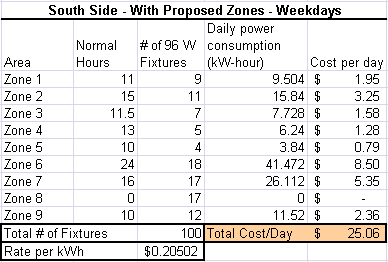 South Side - With Proposed Zones - Weekdays
Area Normal Hours # of 96 W Fixtures Daily power consumption (kW-hour) Cost per day
Zone 1 11 9 9.504 $ 1.95
Zone 2 15 11 15.84 $ 3.25
Zone 3 11.5 7 7.728 $ 1.58
Zone 4 13 5 6.24 $ 1.28
Zone 5 10 4 3.84 $ 0.79
Zone 6 24 18 41.472 $ 8.50
Zone 7 16 17 26.112 $ 5.35
Zone 8 0 17 0 $ -
Zone 9 10 12 11.52 $ 2.36
Total # of Fixtures 100 Total Cost/Day $ 25.06
Rate per kWh $0.20502